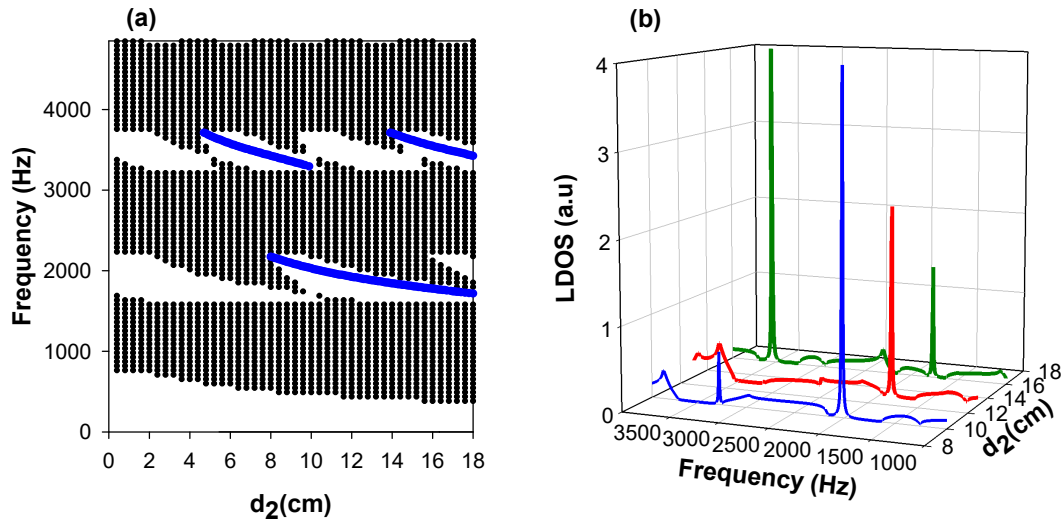 (a)
Frequency (Hz)
4000
3000
2000
1000
0
0 2 4 6 8 10 12 14 16 18
d2(cm)
(b)
LDOS (a.u)
4
3
2
1
0
3500 3000 2500 2000 1500 1000
Frequency (Hz)
8 10 12 14 16 18
d2(cm)